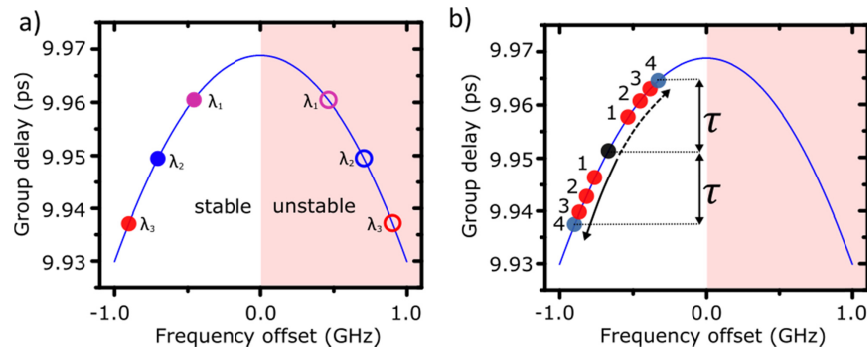 a)
Group delay (ps)
9.97
9.96
9.95
9.94
9.93
λ₁
λ₁
λ₂
λ₂
λ₃
λ₃
stable
unstable
-1.0
0.0
1.0
Frequency offset (GHz)
b)
Group delay (ps)
9.97
9.96
9.95
9.94
9.93
4
3
2
1
1
2
3
4
τ
τ
-1.0
0.0
1.0
Frequency offset (GHz)